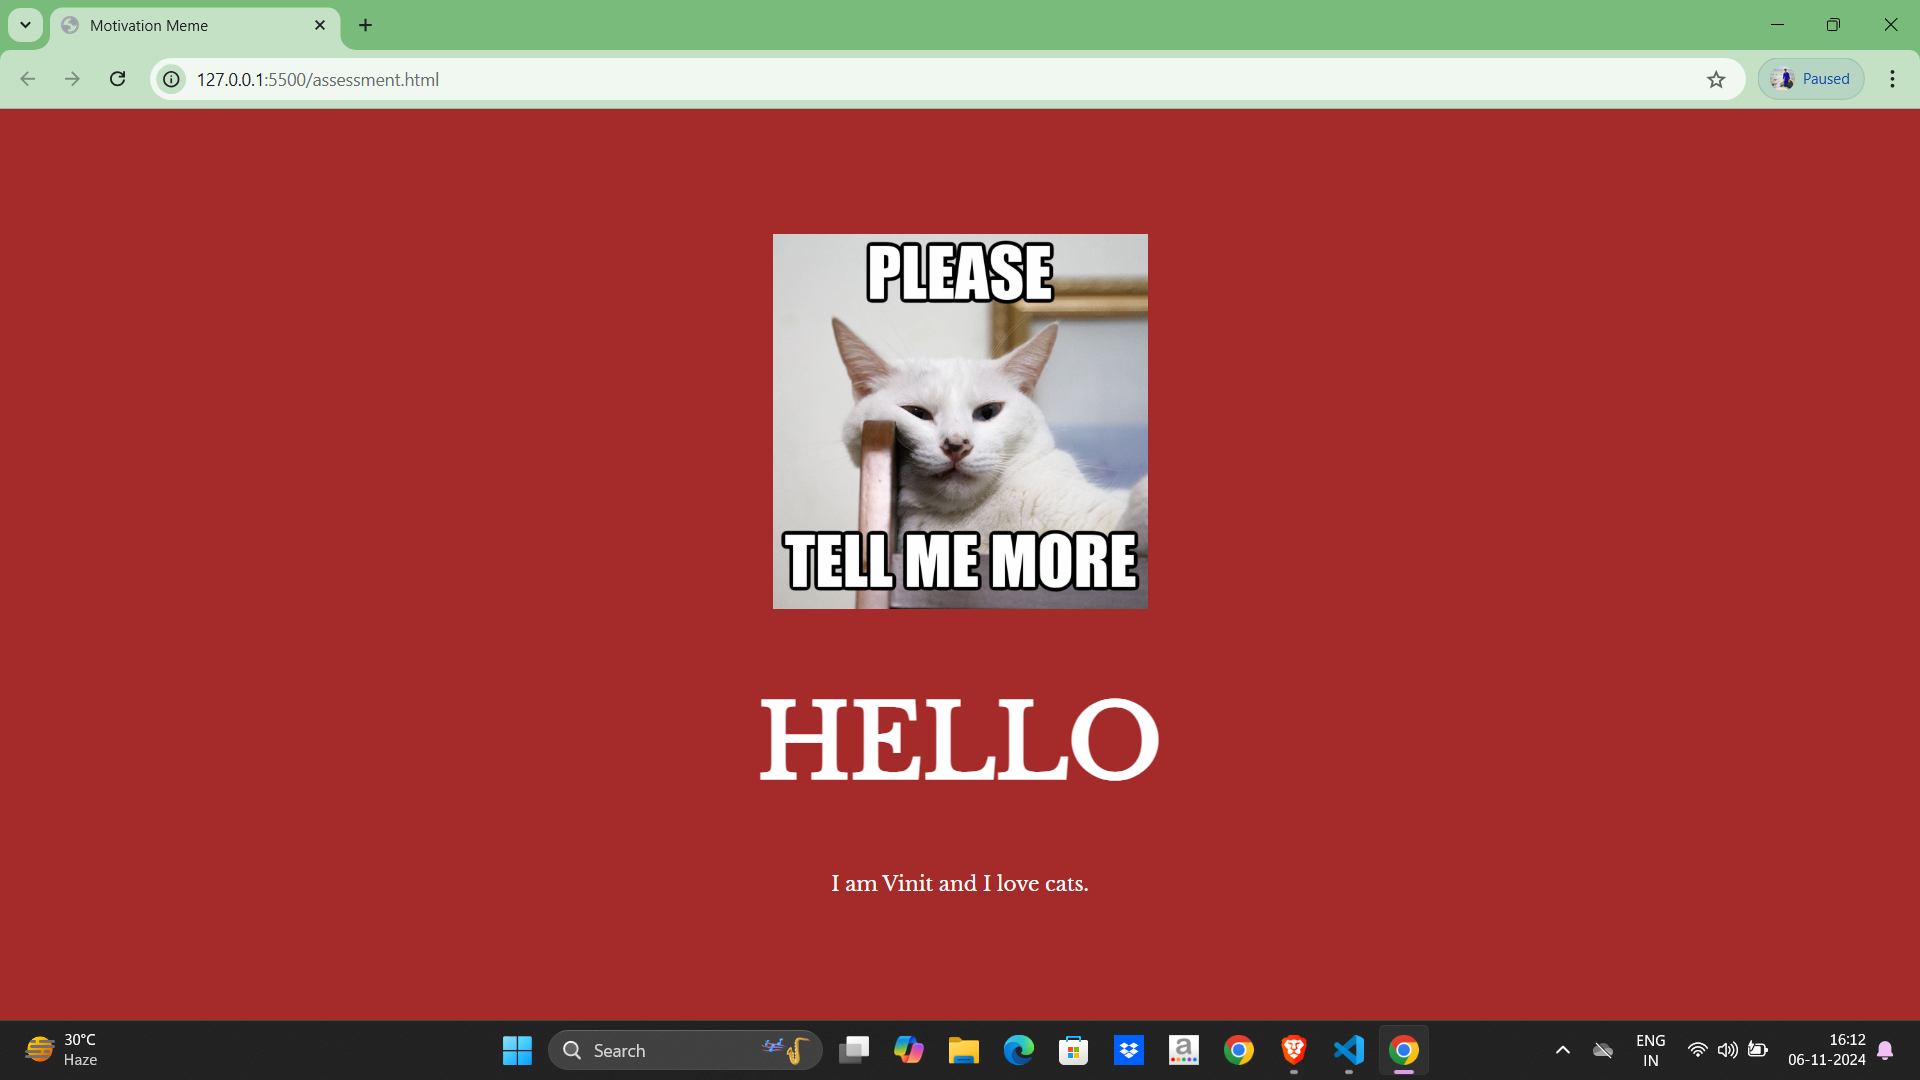 Motivation Meme
127.0.0.1:5500/assessment.html
Paused
PLEASE
TELL ME MORE
HELLO
I am Vinit and I love cats.
30°C
Haze
Search
a
ENG
IN
16:12
06-11-2024